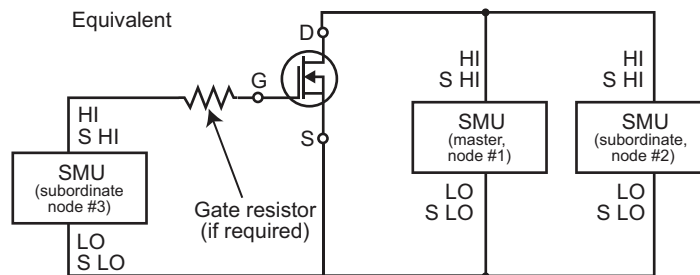 Equivalent
D
G
S
HI
S HI
SMU
(subordinate
node #3)
LO
S LO
Gate resistor
(if required)
HI
S HI
SMU
(master,
node #1)
LO
S LO
HI
S HI
SMU
(subordinate,
node #2)
LO
S LO